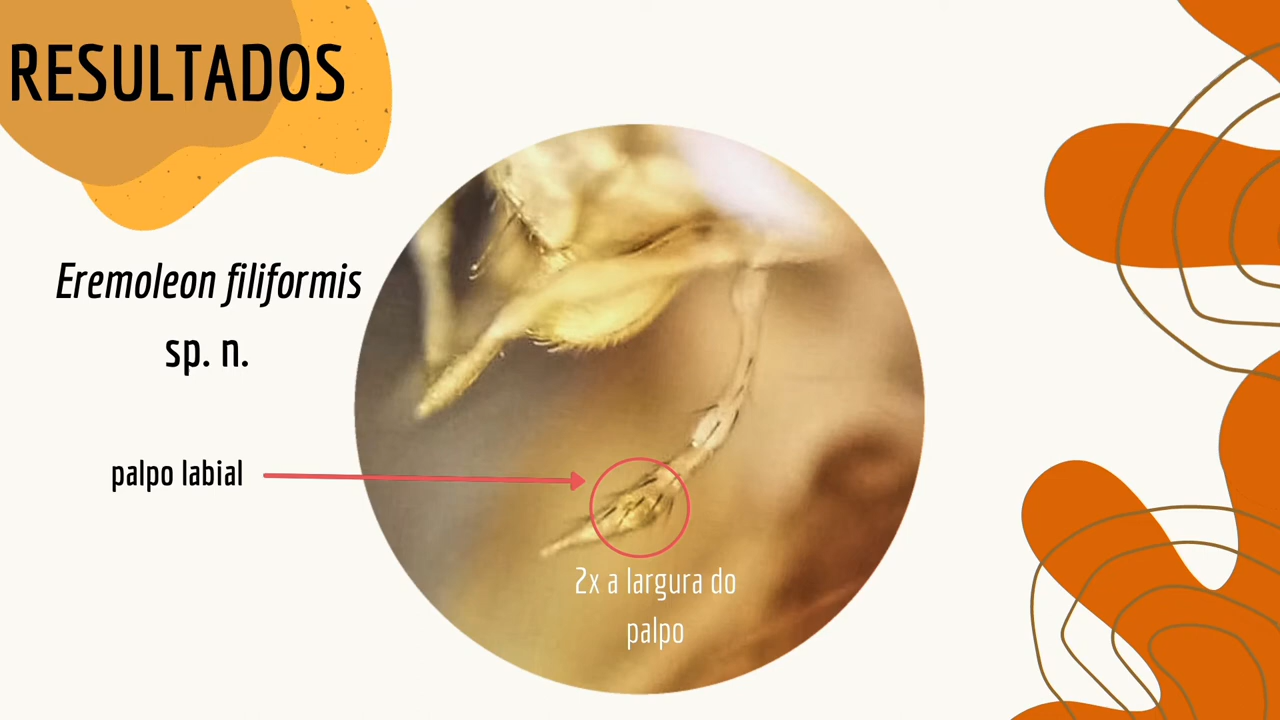 RESULTADOS
Eremoleon filiformis
sp. n.
palpo labial
2x a largura do
palpo